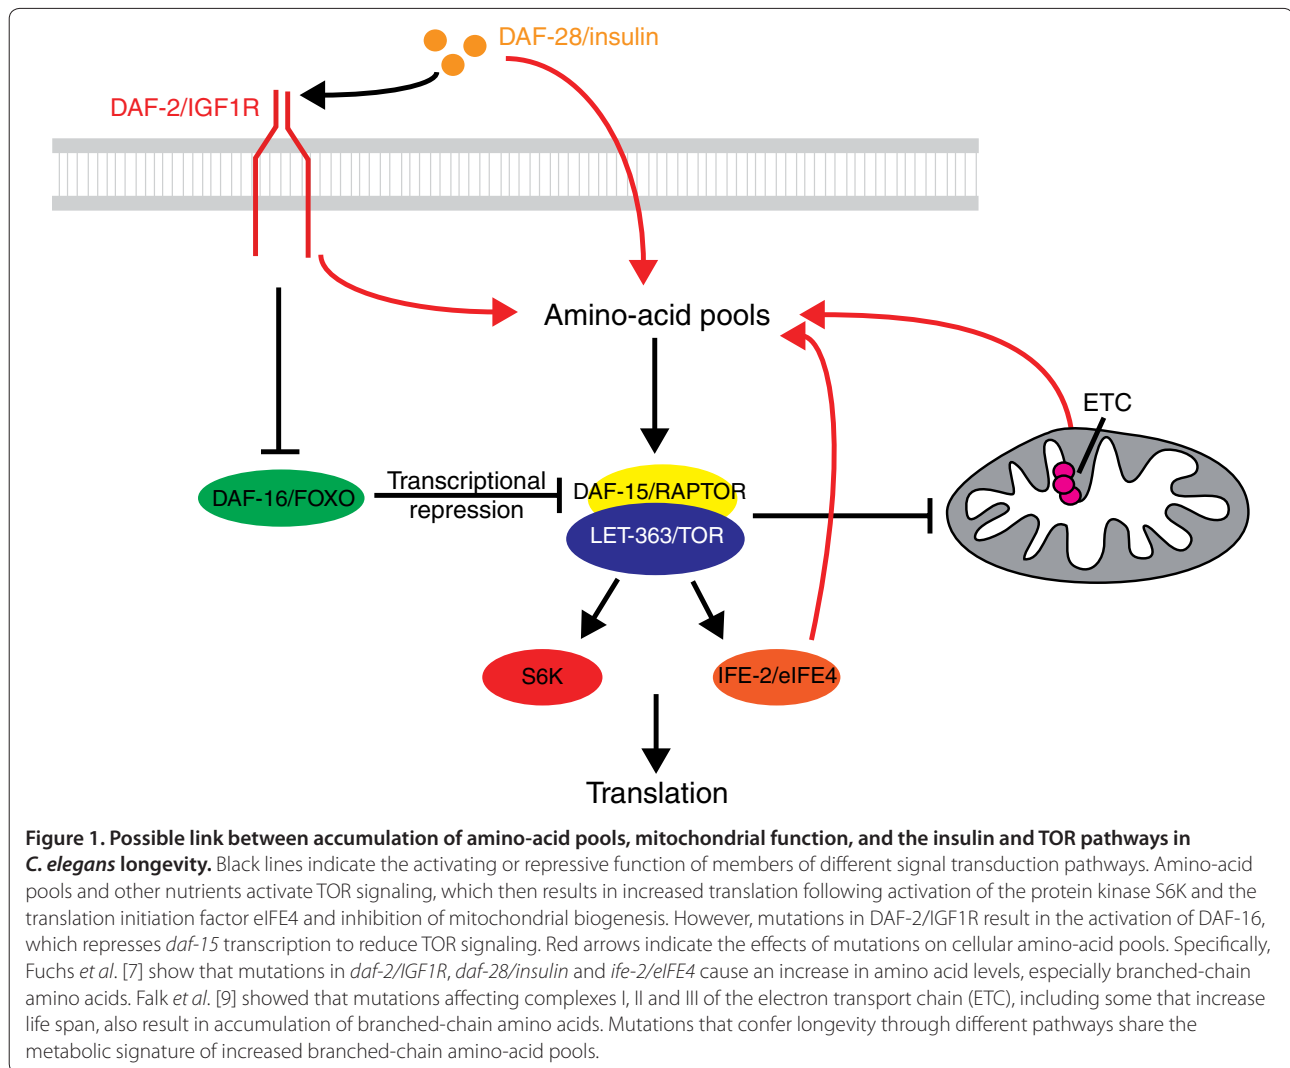 DAF-28/insulin
DAF-2/IGF1R
Amino-acid pools
ETC
DAF-16/FOXO
Transcriptional
repression
DAF-15/RAPTOR
LET-363/TOR
S6K
IFE-2/eIFE4
Translation
Figure 1. Possible link between accumulation of amino-acid pools, mitochondrial function, and the insulin and TOR pathways in
C. elegans longevity. Black lines indicate the activating or repressive function of members of different signal transduction pathways. Amino-acid
pools and other nutrients activate TOR signaling, which then results in increased translation following activation of the protein kinase S6K and the
translation initiation factor eIFE4 and inhibition of mitochondrial biogenesis. However, mutations in DAF-2/IGF1R result in the activation of DAF-16,
which represses daf-15 transcription to reduce TOR signaling. Red arrows indicate the effects of mutations on cellular amino-acid pools. Specifically,
Fuchs et al. [7] show that mutations in daf-2/IGF1R, daf-28/insulin and ife-2/eIFE4 cause an increase in amino acid levels, especially branched-chain
amino acids. Falk et al. [9] showed that mutations affecting complexes I, II and III of the electron transport chain (ETC), including some that increase
life span, also result in accumulation of branched-chain amino acids. Mutations that confer longevity through different pathways share the
metabolic signature of increased branched-chain amino-acid pools.